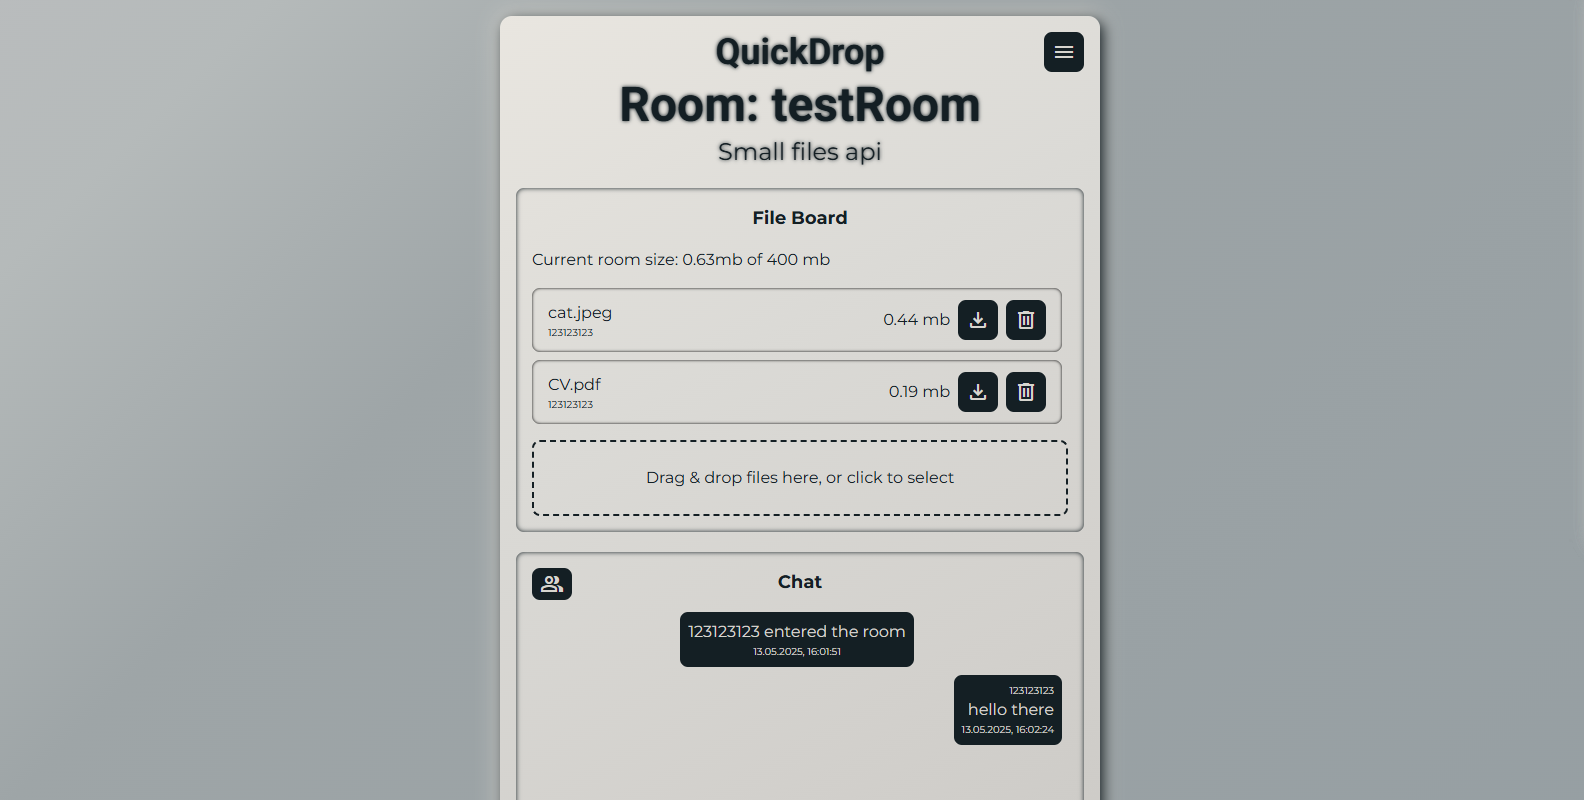 QuickDrop
Room: testRoom
Small files api
File Board
Current room size: 0.63mb of 400 mb
cat.jpeg
123123123
0.44 mb
CV.pdf
123123123
0.19 mb
Drag & drop files here, or click to select
Chat
123123123 entered the room
13.05.2025, 16:01:51
123123123
hello there
13.05.2025, 16:02:24